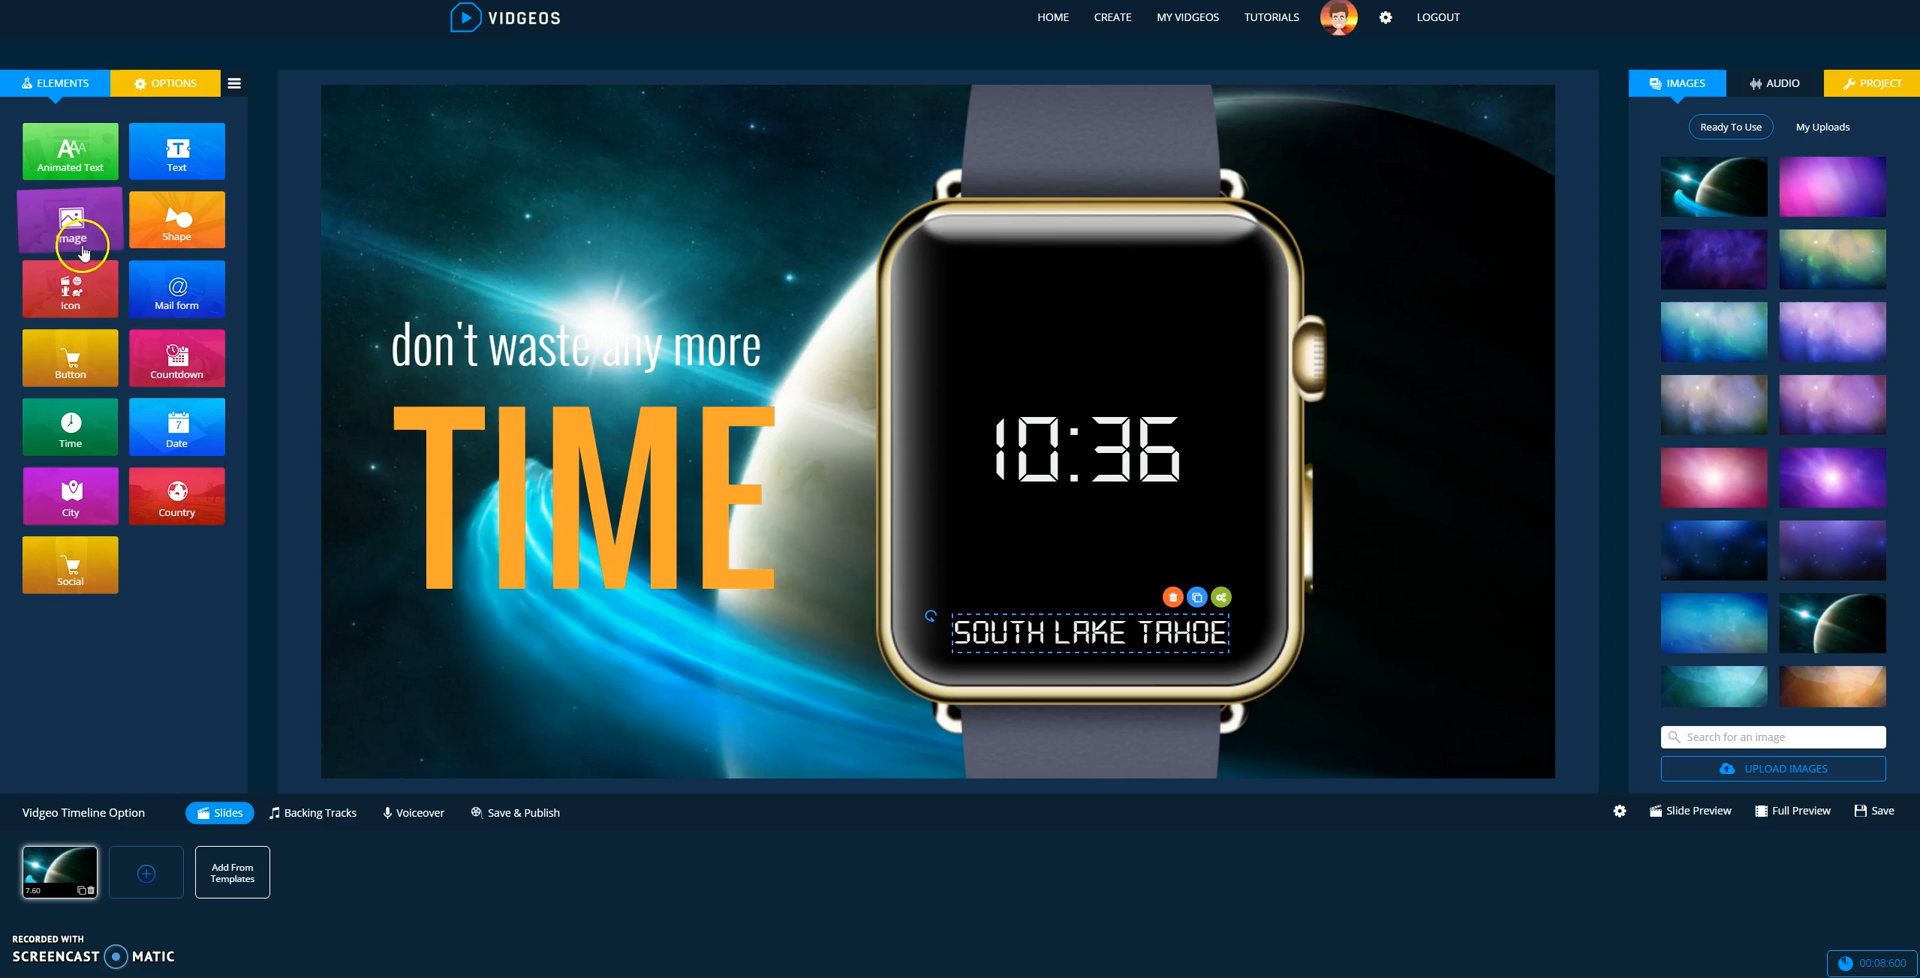 VIDGEOS
HOME
CREATE
MY VIDGEOS
TUTORIALS
LOGOUT
ELEMENTS
OPTIONS
IMAGES
AUDIO
PROJECT
Animated Text
Text
Image
Shape
Icon
Mail form
Button
Countdown
Time
7
Date
City
Country
Social
don't waste any more
TIME
10:36
SOUTH LAKE TAHOE
Ready To Use
My Uploads
Search for an image
UPLOAD IMAGES
Vidgeo Timeline Option
Slides
Backing Tracks
Voiceover
Save & Publish
Slide Preview
Full Preview
Save
7.60
Add From
Templates
RECORDED WITH
SCREENCAST MATIC
00:08:600